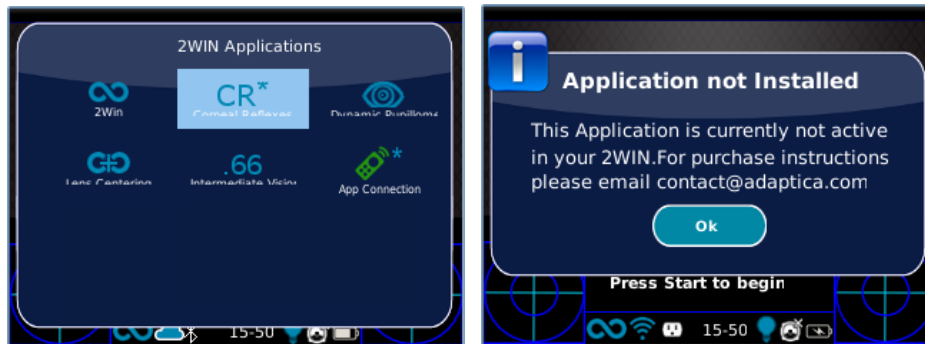 2WIN Applications
CR*
2Win
Corneal Reflexes
Dynamic Pupillome
.66
*
Lens Centering
Intermediate Vision
App Connection
15-50
i
Application not Installed
This Application is currently not active
in your 2WIN.For purchase instructions
please email contact@adaptica.com
Ok
Press Start to begin
15-50